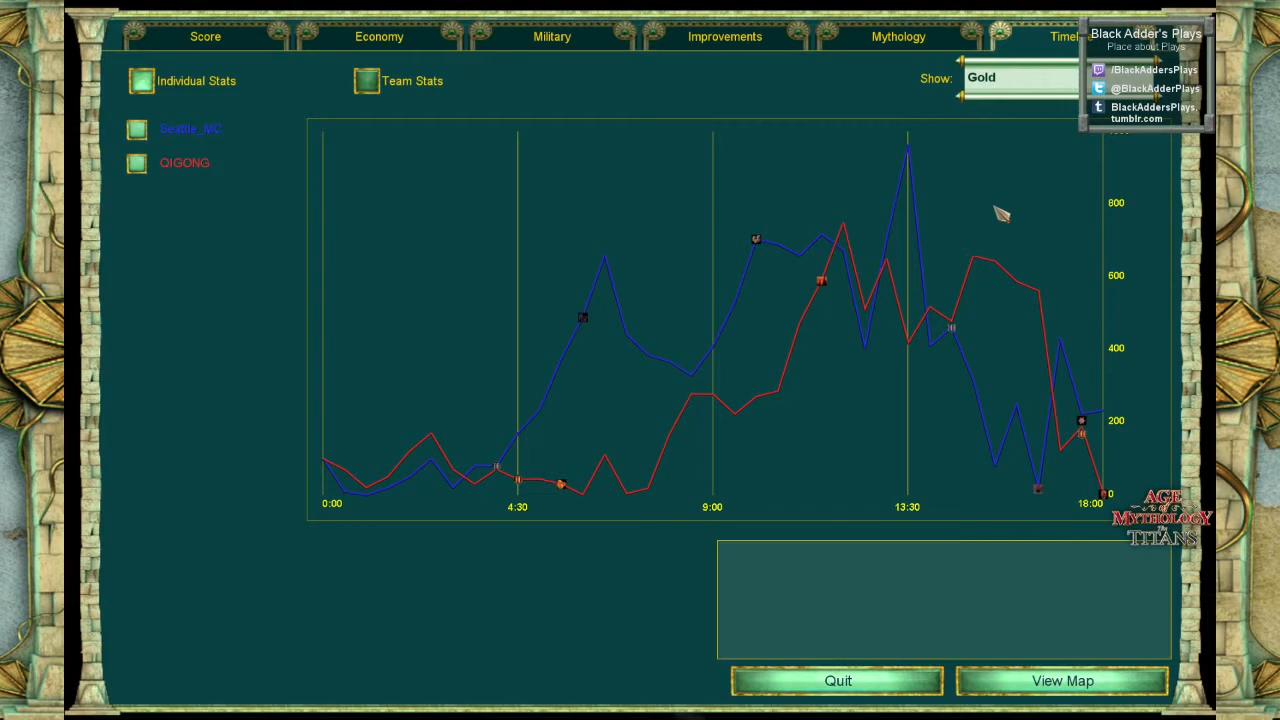 Score
Economy
Military
Improvements
Mythology
Timel
Black Adder's Plays
Place about Plays
/BlackAddersPlays
@BlackAdderPlays
BlackAddersPlays.
tumblr.com
Individual Stats
Team Stats
Show:
Gold
Seattle_MC
QIGONG
800
600
400
200
0
0:00
4:30
9:00
13:30
18:00
AGE
of
MYTHOLOGY
The
TITANS
Quit
View Map